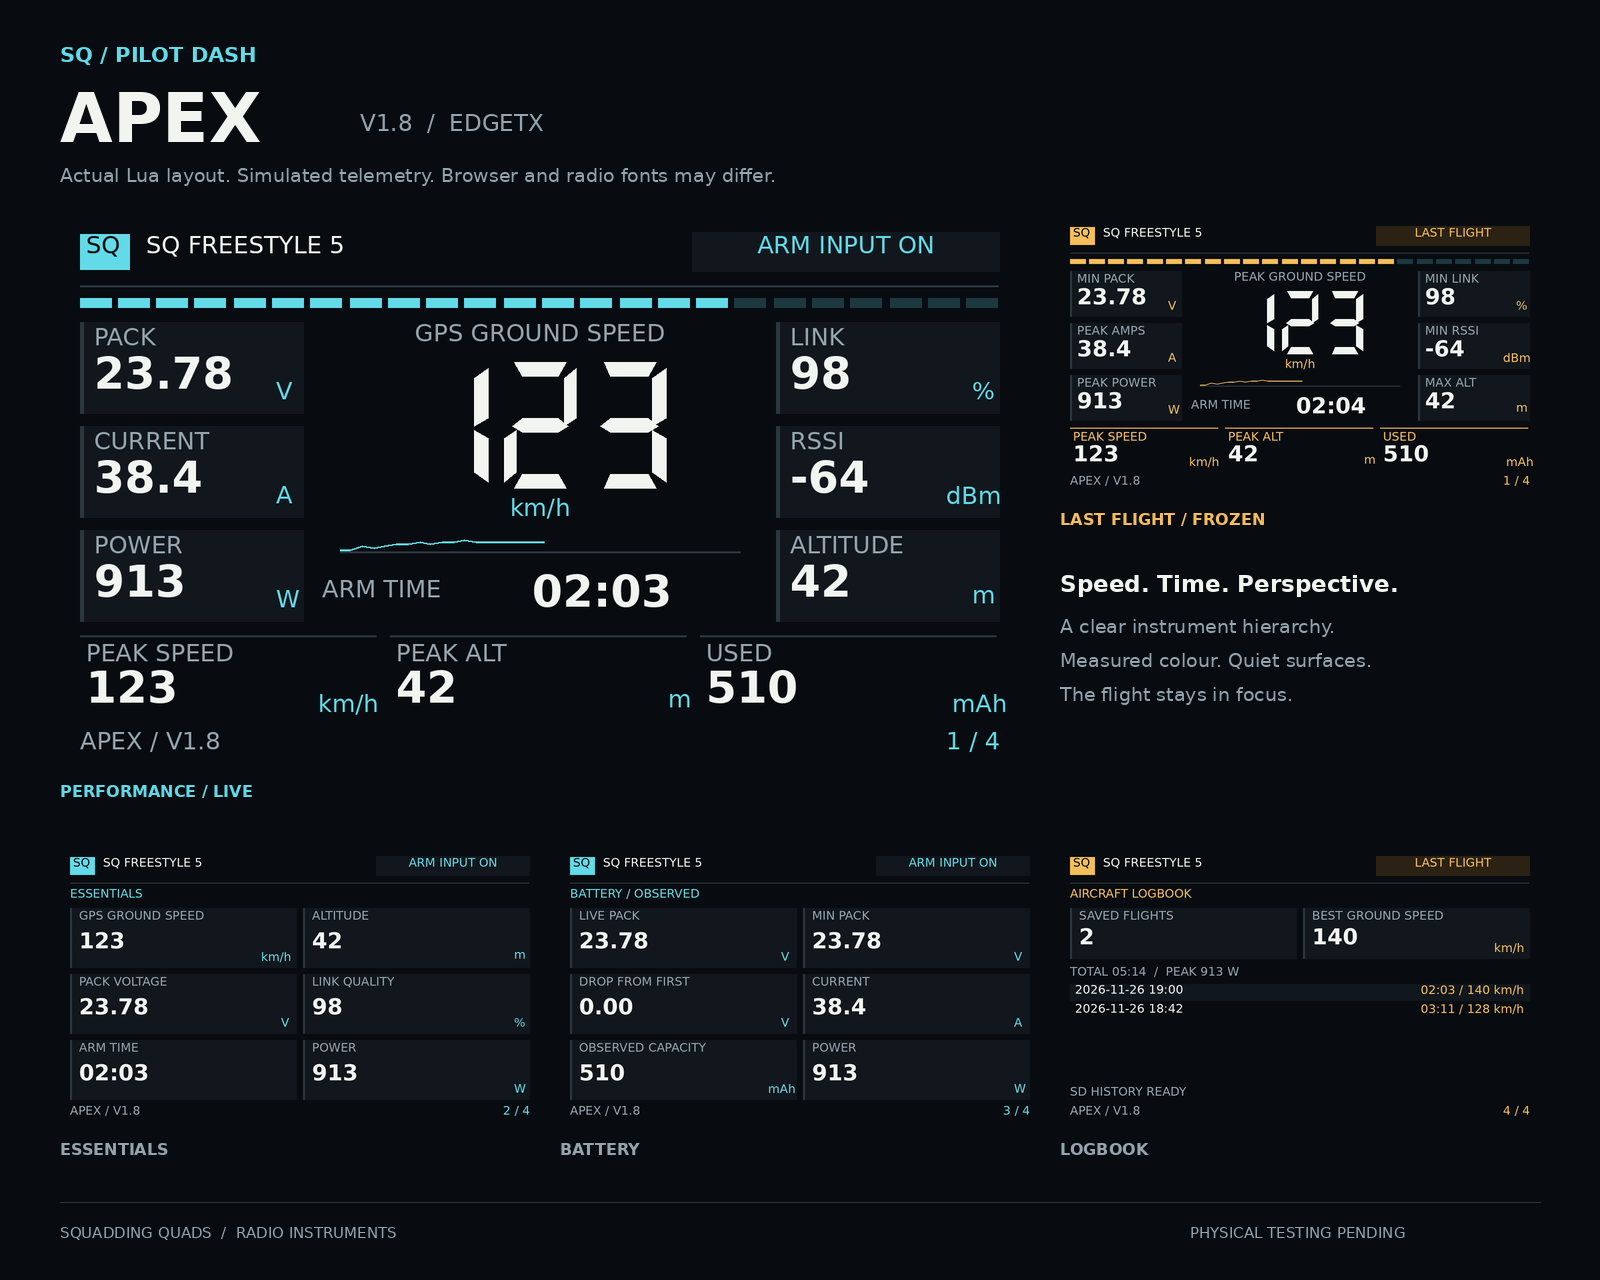 SQ / PILOT DASH
APEX
V1.8 / EDGETX
Actual Lua layout. Simulated telemetry. Browser and radio fonts may differ.
SQ SQ FREESTYLE 5 ARM INPUT ON
PACK
23.78 V
CURRENT
38.4 A
POWER
913 W
GPS GROUND SPEED
123
km/h
ARM TIME 02:03
LINK
98 %
RSSI
-64 dBm
ALTITUDE
42 m
PEAK SPEED
123 km/h
PEAK ALT
42 m
USED
510 mAh
APEX / V1.8 1 / 4
PERFORMANCE / LIVE
SQ SQ FREESTYLE 5 LAST FLIGHT
MIN PACK
23.78 V
PEAK AMPS
38.4 A
PEAK POWER
913 W
PEAK GROUND SPEED
123
km/h
ARM TIME 02:04
MIN LINK
98 %
MIN RSSI
-64 dBm
MAX ALT
42 m
PEAK SPEED
123 km/h
PEAK ALT
42 m
USED
510 mAh
APEX / V1.8 1 / 4
LAST FLIGHT / FROZEN
Speed. Time. Perspective.
A clear instrument hierarchy.
Measured colour. Quiet surfaces.
The flight stays in focus.
SQ SQ FREESTYLE 5 ARM INPUT ON
ESSENTIALS
GPS GROUND SPEED
123 km/h
ALTITUDE
42 m
PACK VOLTAGE
23.78 V
LINK QUALITY
98 %
ARM TIME
02:03
POWER
913 W
APEX / V1.8 2 / 4
ESSENTIALS
SQ SQ FREESTYLE 5 ARM INPUT ON
BATTERY / OBSERVED
LIVE PACK
23.78 V
MIN PACK
23.78 V
DROP FROM FIRST
0.00 V
CURRENT
38.4 A
OBSERVED CAPACITY
510 mAh
POWER
913 W
APEX / V1.8 3 / 4
BATTERY
SQ SQ FREESTYLE 5 LAST FLIGHT
AIRCRAFT LOGBOOK
SAVED FLIGHTS
2
BEST GROUND SPEED
140 km/h
TOTAL 05:14 / PEAK 913 W
2026-11-26 19:00 02:03 / 140 km/h
2026-11-26 18:42 03:11 / 128 km/h
SD HISTORY READY
APEX / V1.8 4 / 4
LOGBOOK
SQUADDING QUADS / RADIO INSTRUMENTS
PHYSICAL TESTING PENDING